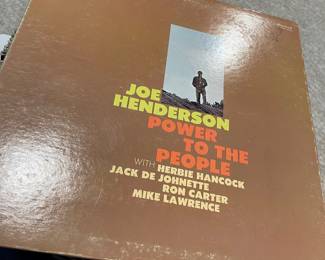 JOE
HENDERSON
POWER
TO THE
PEOPLE
WITH HERBIE HANCOCK
JACK DE JOHNETTE
RON CARTER
MIKE LAWRENCE